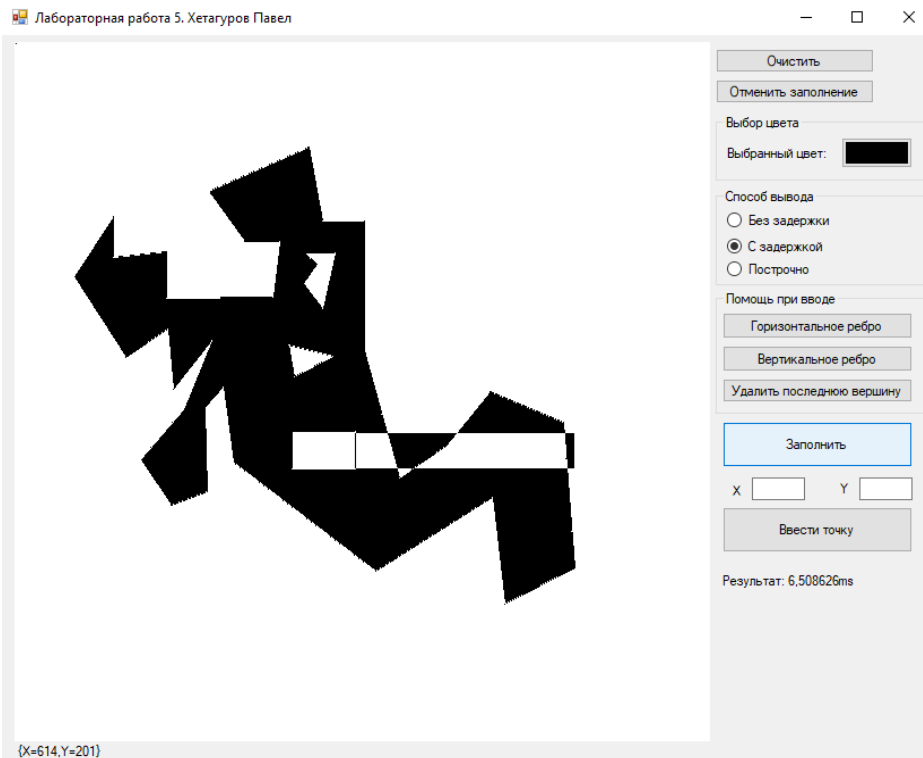 Лабораторная работа 5. Хетагуров Павел
Очистить
Отменить заполнение
Выбор цвета
Выбранный цвет:
Способ вывода
Без задержки
С задержкой
Построчно
Помощь при вводе
Горизонтальное ребро
Вертикальное ребро
Удалить последнюю вершину
Заполнить
X Y
Ввести точку
Результат: 6,508626ms
{X=614,Y=201}